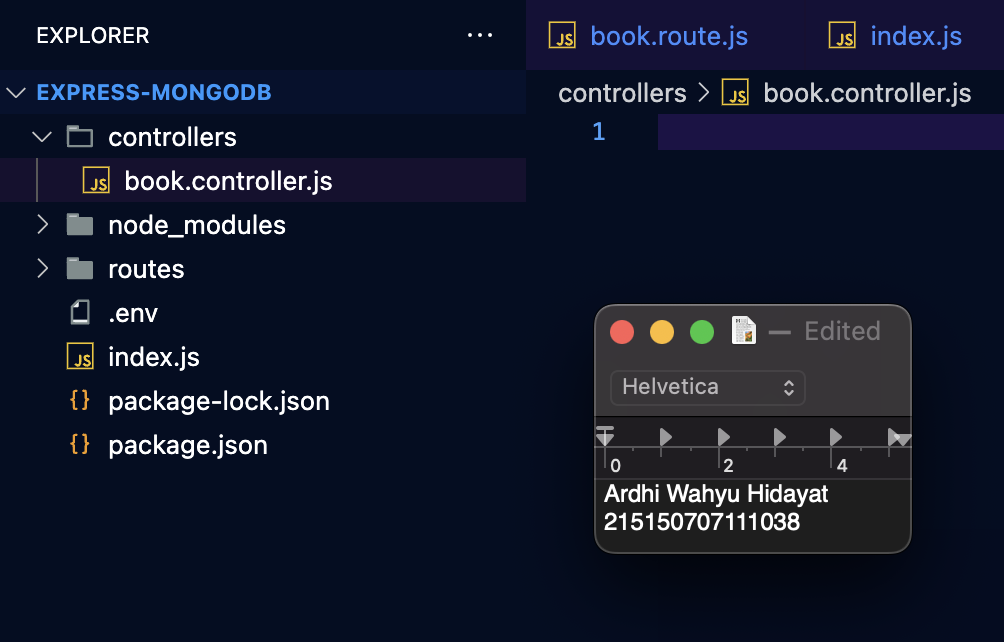 EXPLORER
...
EXPRESS-MONGODB
controllers
JS book.controller.js
node_modules
routes
.env
JS index.js
{} package-lock.json
{} package.json
JS book.route.js
JS index.js
controllers > JS book.controller.js
1
— Edited
Helvetica
0 2 4
Ardhi Wahyu Hidayat
215150707111038